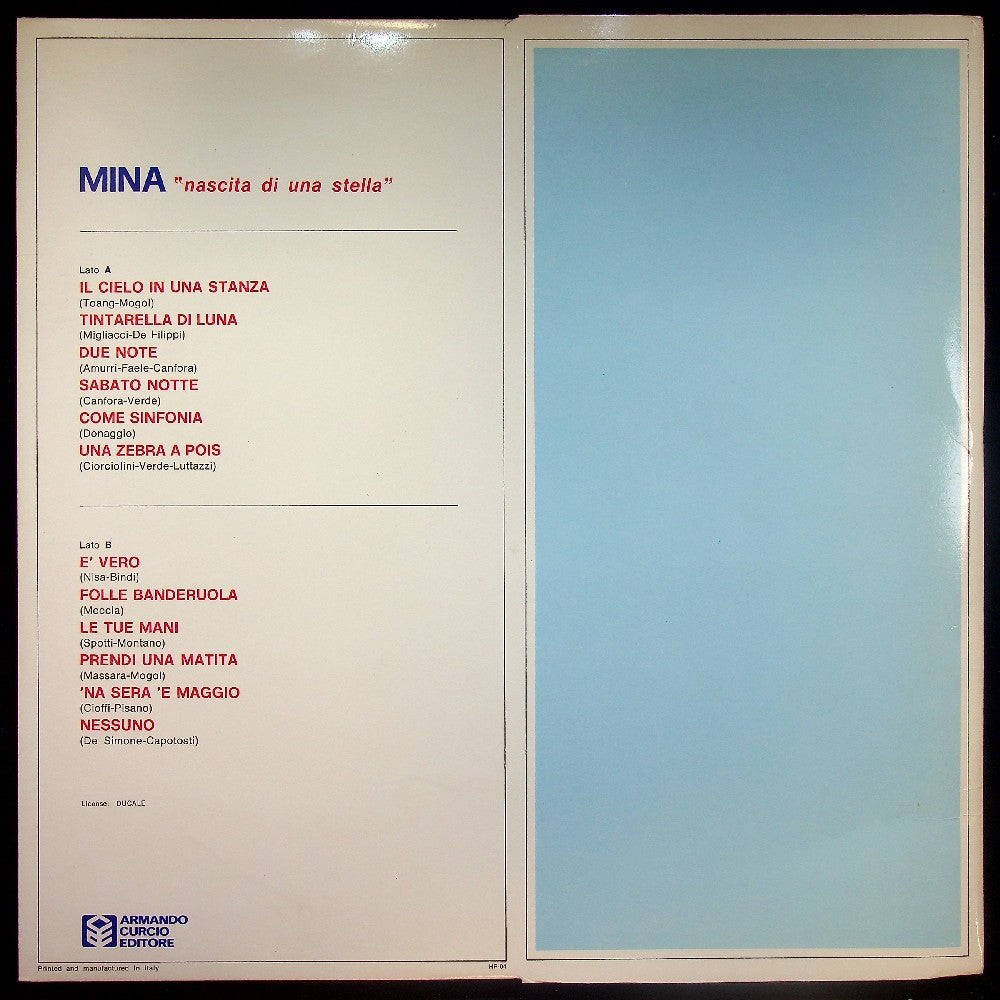 MINA "nascita di una stella"
Lato A
IL CIELO IN UNA STANZA
(Toang-Mogol)
TINTARELLA DI LUNA
(Migliacci-De Filippi)
DUE NOTE
(Amurri-Faele-Canfora)
SABATO NOTTE
(Canfora-Verde)
COME SINFONIA
(Donaggio)
UNA ZEBRA A POIS
(Ciorciolini-Verde-Luttazzi)
Lato B
E' VERO
(Nisa-Bindi)
FOLLE BANDERUOLA
(Meccia)
LE TUE MANI
(Spotti-Montano)
PRENDI UNA MATITA
(Massara-Mogol)
'NA SERA 'E MAGGIO
(Cioffi-Pisano)
NESSUNO
(De Simone-Capotosti)
License: DUCALE
ARMANDO
CURCIO
EDITORE
Printed and manufactured in Italy
HP-04